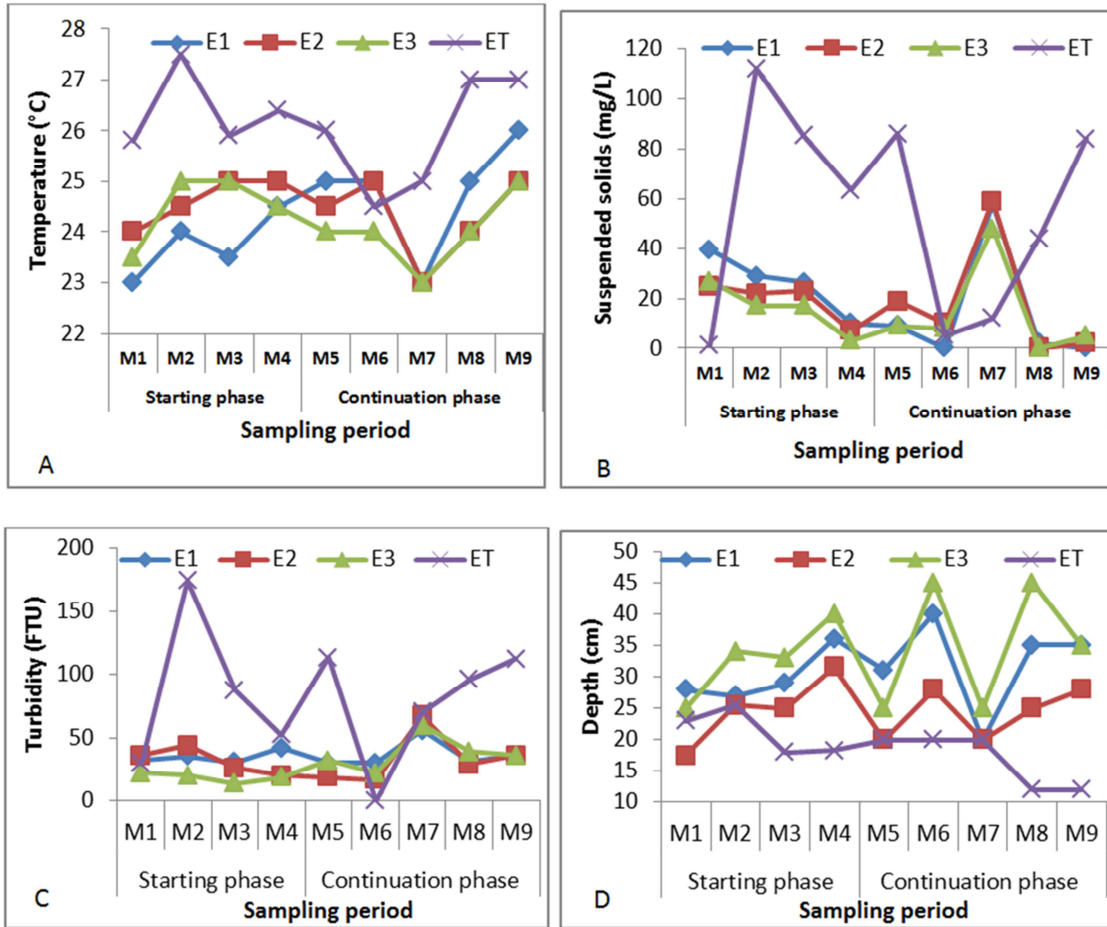 E1 E2 E3 ET
Temperature (°C)
28
27
26
25
24
23
22
M1 M2 M3 M4 M5 M6 M7 M8 M9
Starting phase Continuation phase
Sampling period
A
E1 E2 E3 ET
Suspended solids (mg/L)
120
100
80
60
40
20
0
M1 M2 M3 M4 M5 M6 M7 M8 M9
Starting phase Continuation phase
Sampling period
B
E1 E2 E3 ET
Turbidity (FTU)
200
150
100
50
0
M1 M2 M3 M4 M5 M6 M7 M8 M9
Starting phase Continuation phase
Sampling period
C
E1 E2 E3 ET
Depth (cm)
50
45
40
35
30
25
20
15
10
M1 M2 M3 M4 M5 M6 M7 M8 M9
Starting phase Continuation phase
Sampling period
D